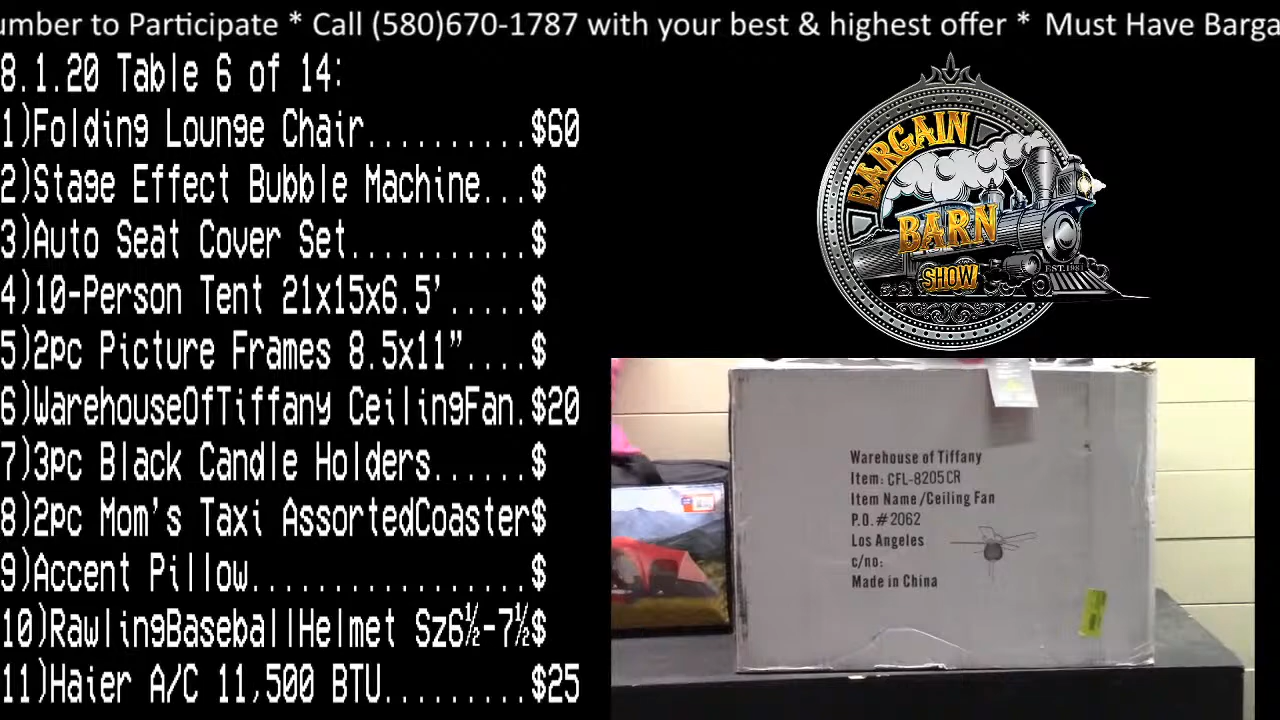 umber to Participate * Call (580)670-1787 with your best & highest offer * Must Have Barga
8.1.20 Table 6 of 14:
1)Folding Lounge Chair..........$60
2)Stage Effect Bubble Machine...$
3)Auto Seat Cover Set...........$
4)10-Person Tent 21x15x6.5'.....$
5)2pc Picture Frames 8.5x11”....$
6)WarehouseOfTiffany CeilingFan.$20
7)3pc Black Candle Holders......$
8)2pc Mom's Taxi AssortedCoaster$
9)Accent Pillow.................$
10)RawlingBaseballHelmet Sz6½-7½$
11)Haier A/C 11,500 BTU.........$25
BARGAIN
BARN
SHOW
Warehouse of Tiffany
Item: CFL-8205CR
Item Name/Ceiling Fan
P.O. # 2062
Los Angeles
c/no:
Made in China